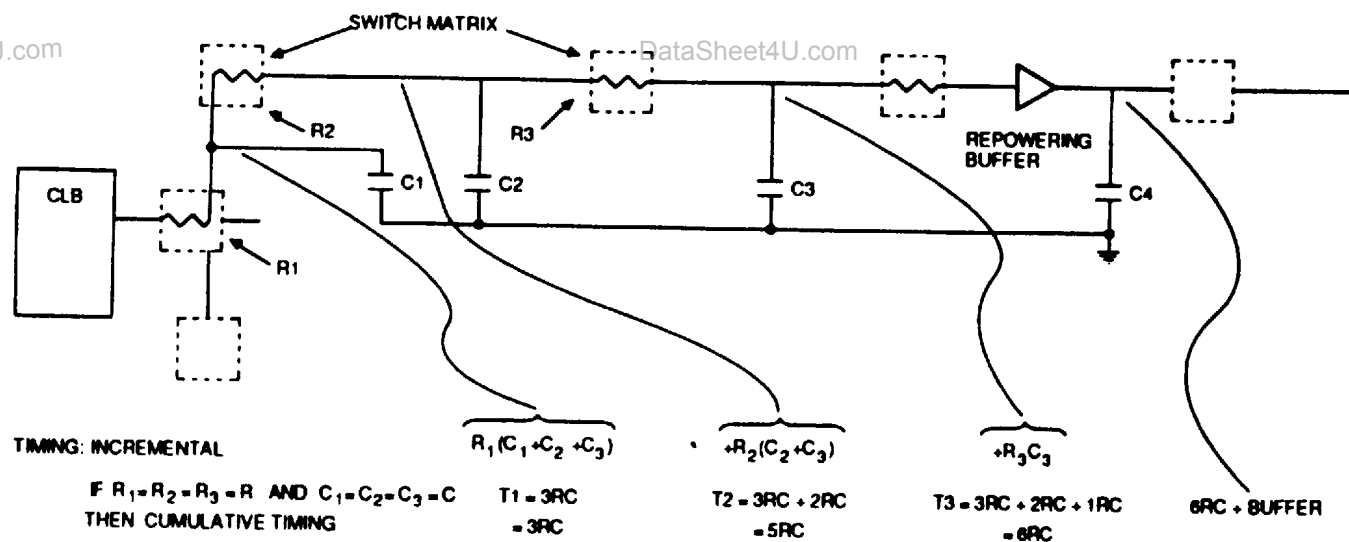 SWITCH MATRIX
U.com
DataSheet4U.com
R2
R3
REPOWERING
BUFFER
CLB
C1
C2
C3
C4
R1
TIMING: INCREMENTAL
R1(C1+C2+C3)
+R2(C2+C3)
+R3C3
IF R1=R2=R3=R AND C1=C2=C3=C
THEN CUMULATIVE TIMING
T1=3RC
=3RC
T2=3RC+2RC
=5RC
T3=3RC+2RC+1RC
=6RC
6RC+BUFFER